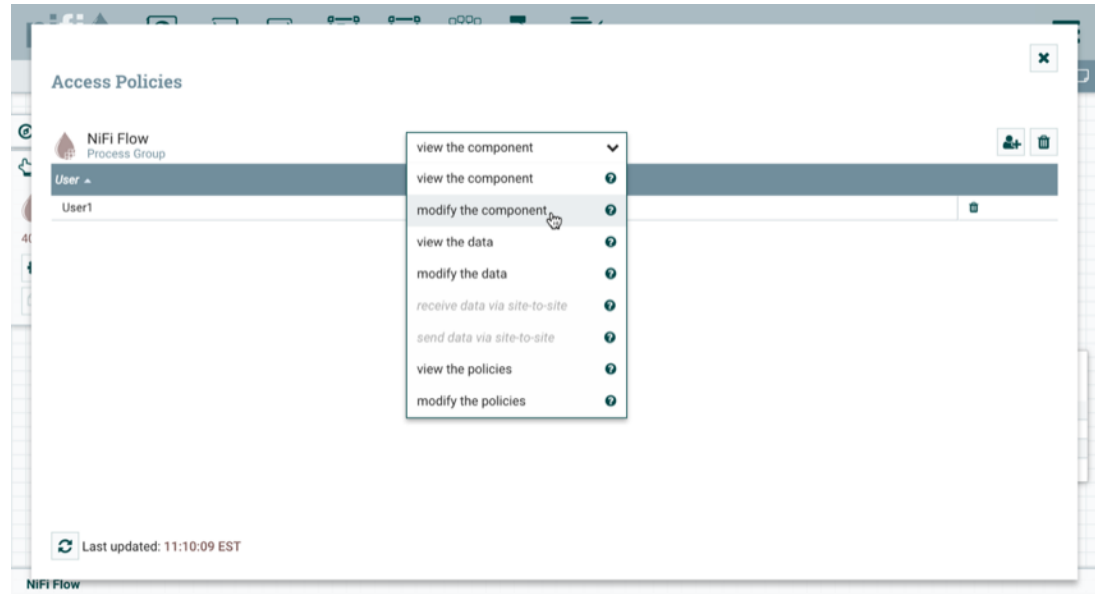 Access Policies
NiFi Flow
Process Group
view the component
User
view the component
User1
modify the component
view the data
modify the data
receive data via site-to-site
send data via site-to-site
view the policies
modify the policies
Last updated: 11:10:09 EST
NiFi Flow